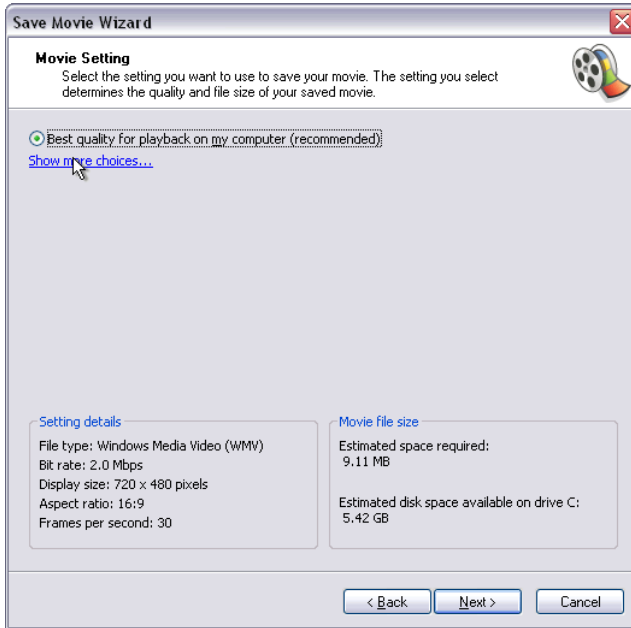 Save Movie Wizard
Movie Setting
Select the setting you want to use to save your movie. The setting you select
determines the quality and file size of your saved movie.
Best quality for playback on my computer (recommended)
Show more choices...
Setting details
File type: Windows Media Video (WMV)
Bit rate: 2.0 Mbps
Display size: 720 x 480 pixels
Aspect ratio: 16:9
Frames per second: 30
Movie file size
Estimated space required:
9.11 MB
Estimated disk space available on drive C:
5.42 GB
< Back
Next >
Cancel